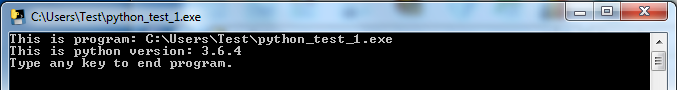 C:\Users\Test\python_test_1.exe
This is program: C:\Users\Test\python_test_1.exe
This is python version: 3.6.4
Type any key to end program.